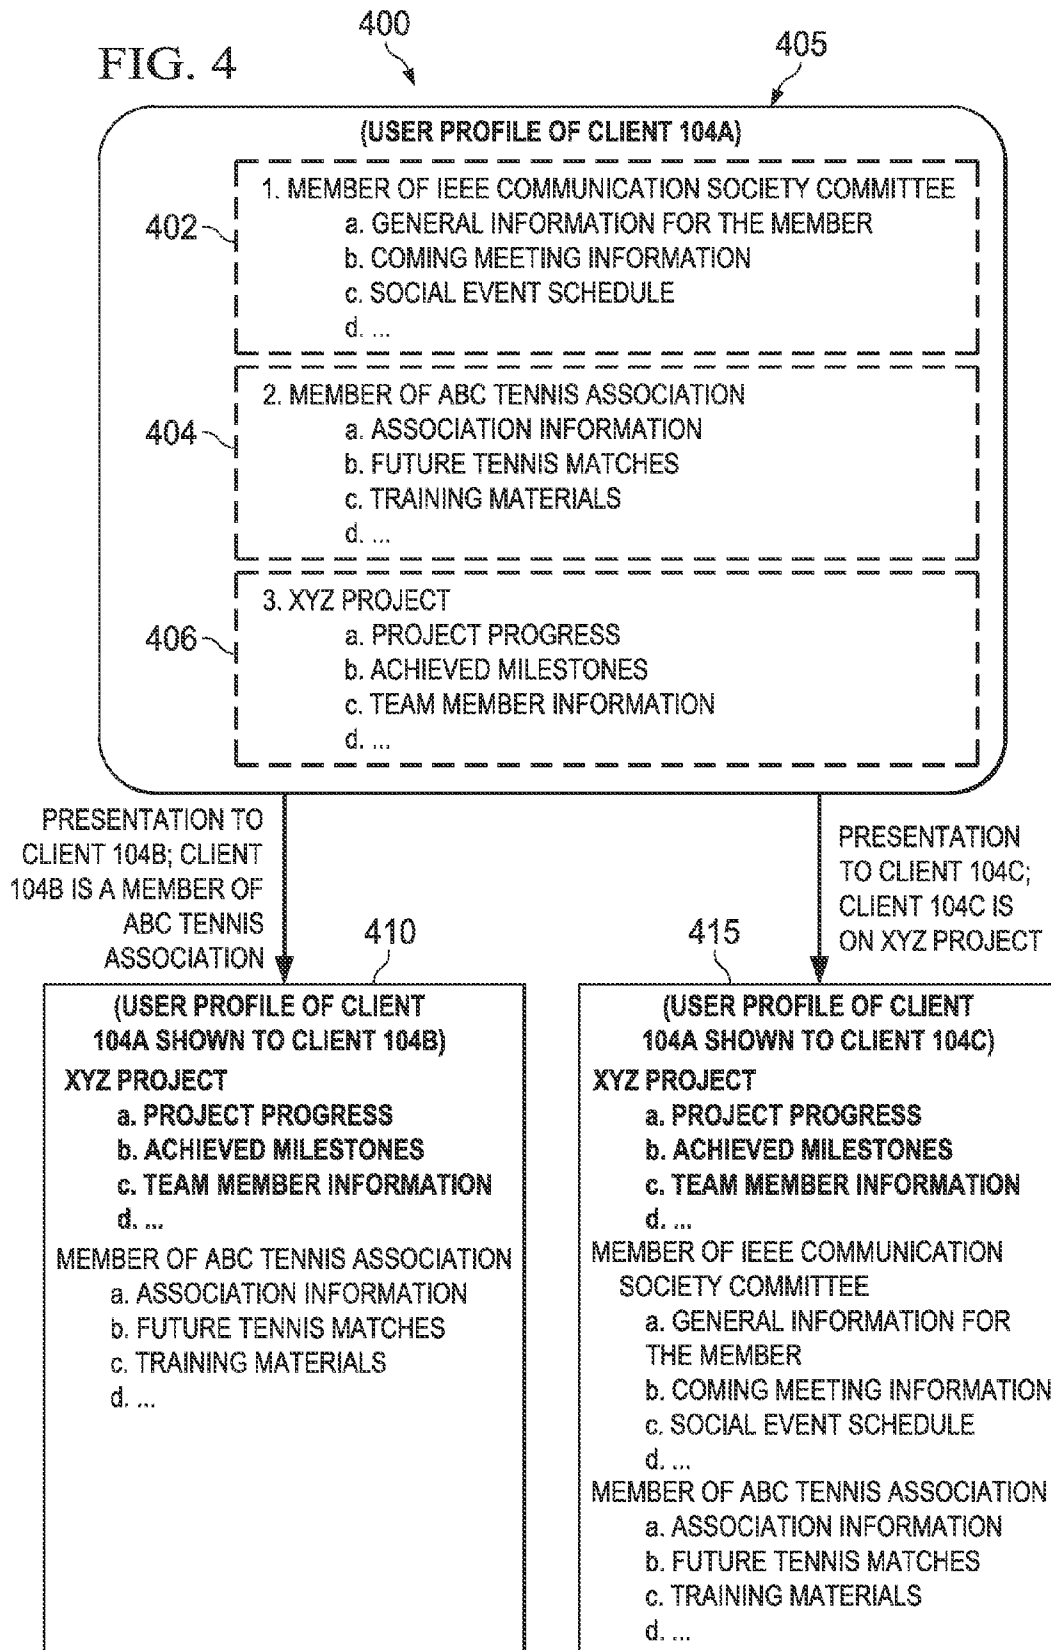 FIG. 4
400
405
(USER PROFILE OF CLIENT 104A)
402
1. MEMBER OF IEEE COMMUNICATION SOCIETY COMMITTEE
a. GENERAL INFORMATION FOR THE MEMBER
b. COMING MEETING INFORMATION
c. SOCIAL EVENT SCHEDULE
d. ...
404
2. MEMBER OF ABC TENNIS ASSOCIATION
a. ASSOCIATION INFORMATION
b. FUTURE TENNIS MATCHES
c. TRAINING MATERIALS
d. ...
406
3. XYZ PROJECT
a. PROJECT PROGRESS
b. ACHIEVED MILESTONES
c. TEAM MEMBER INFORMATION
d. ...
PRESENTATION TO
CLIENT 104B; CLIENT
104B IS A MEMBER OF
ABC TENNIS
ASSOCIATION
PRESENTATION
TO CLIENT 104C;
CLIENT 104C IS
ON XYZ PROJECT
410
(USER PROFILE OF CLIENT
104A SHOWN TO CLIENT 104B)
XYZ PROJECT
a. PROJECT PROGRESS
b. ACHIEVED MILESTONES
c. TEAM MEMBER INFORMATION
d. ...
MEMBER OF ABC TENNIS ASSOCIATION
a. ASSOCIATION INFORMATION
b. FUTURE TENNIS MATCHES
c. TRAINING MATERIALS
d. ...
415
(USER PROFILE OF CLIENT
104A SHOWN TO CLIENT 104C)
XYZ PROJECT
a. PROJECT PROGRESS
b. ACHIEVED MILESTONES
c. TEAM MEMBER INFORMATION
d. ...
MEMBER OF IEEE COMMUNICATION
SOCIETY COMMITTEE
a. GENERAL INFORMATION FOR
THE MEMBER
b. COMING MEETING INFORMATION
c. SOCIAL EVENT SCHEDULE
d. ...
MEMBER OF ABC TENNIS ASSOCIATION
a. ASSOCIATION INFORMATION
b. FUTURE TENNIS MATCHES
c. TRAINING MATERIALS
d. ...